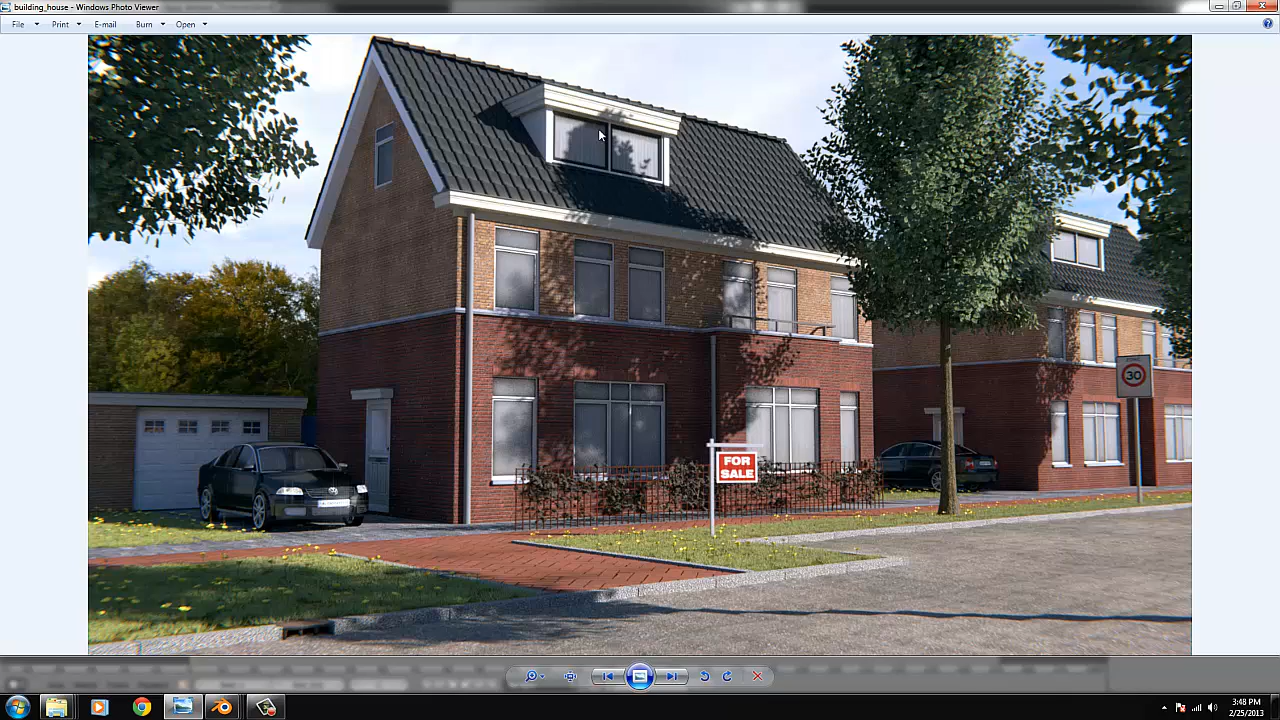 building_house - Windows Photo Viewer
File Print E-mail Burn Open
FOR
SALE
30
3:48 PM
2/25/2013